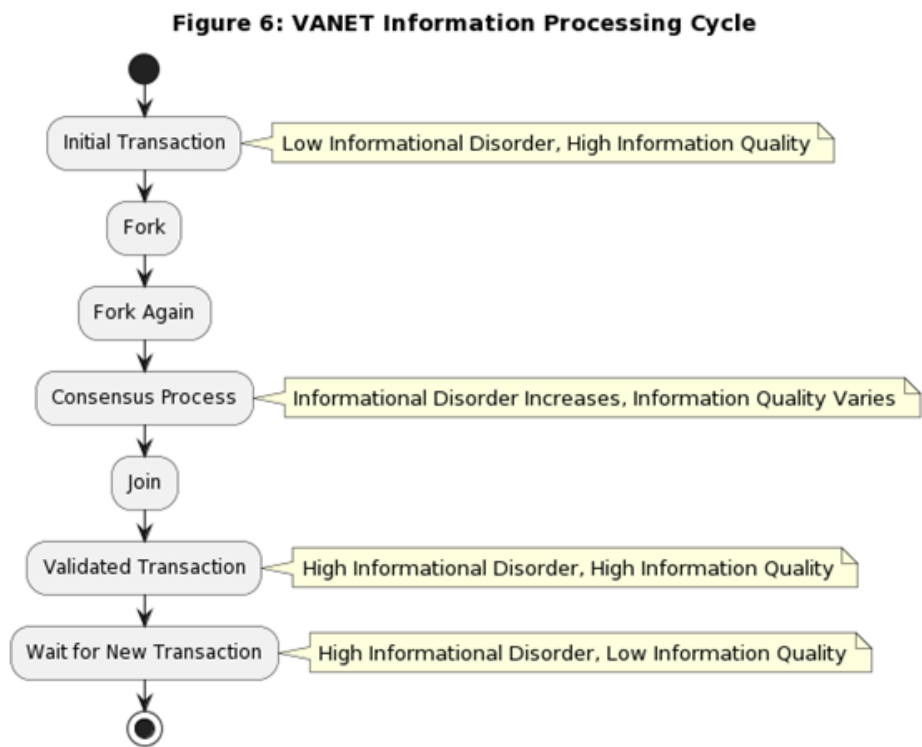 Figure 6: VANET Information Processing Cycle
Initial Transaction
Low Informational Disorder, High Information Quality
Fork
Fork Again
Consensus Process
Informational Disorder Increases, Information Quality Varies
Join
Validated Transaction
High Informational Disorder, High Information Quality
Wait for New Transaction
High Informational Disorder, Low Information Quality